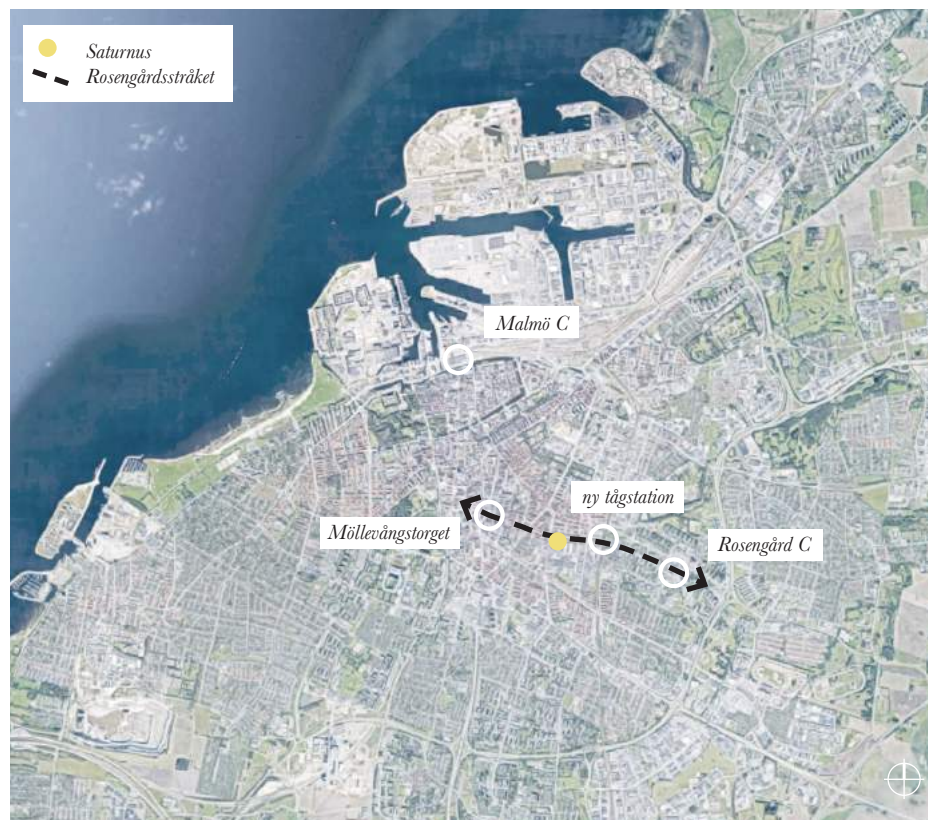 Saturnus
Rosengårdsstråket
Malmö C
ny tågstation
Möllevångstorget
Rosengård C